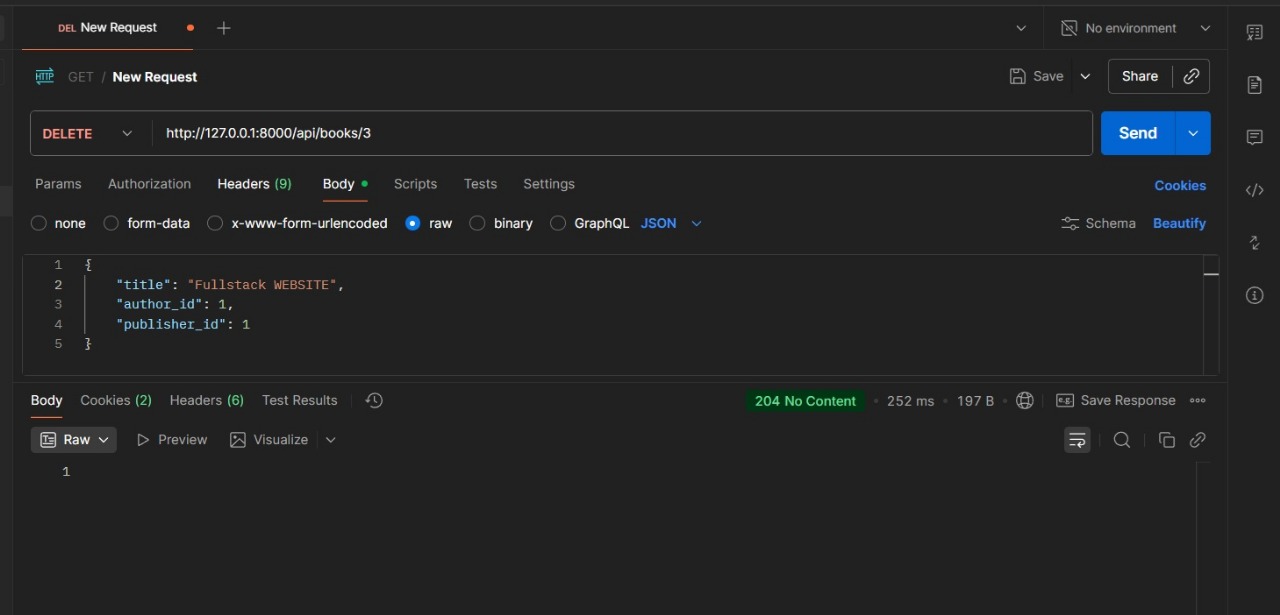 DEL New Request
No environment
HTTP GET / New Request
Save
Share
DELETE http://127.0.0.1:8000/api/books/3
Send
Params Authorization Headers (9) Body Scripts Tests Settings
Cookies
none form-data x-www-form-urlencoded raw binary GraphQL JSON
Schema Beautify
1 {
2 "title": "Fullstack WEBSITE",
3 "author_id": 1,
4 "publisher_id": 1
5 }
Body Cookies (2) Headers (6) Test Results
204 No Content • 252 ms • 197 B
e.g. Save Response
Raw Preview Visualize
1